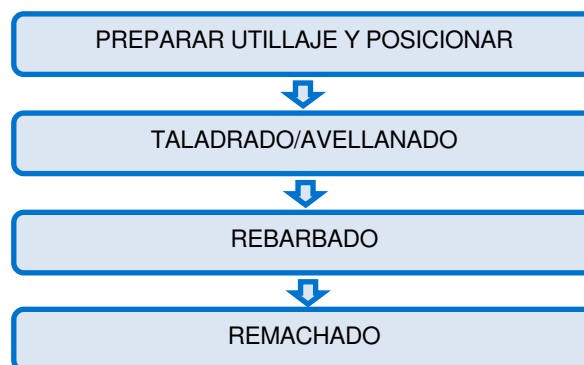 PREPARAR UTILLAJE Y POSICIONAR
TALADRADO/AVELLANADO
REBARBADO
REMACHADO